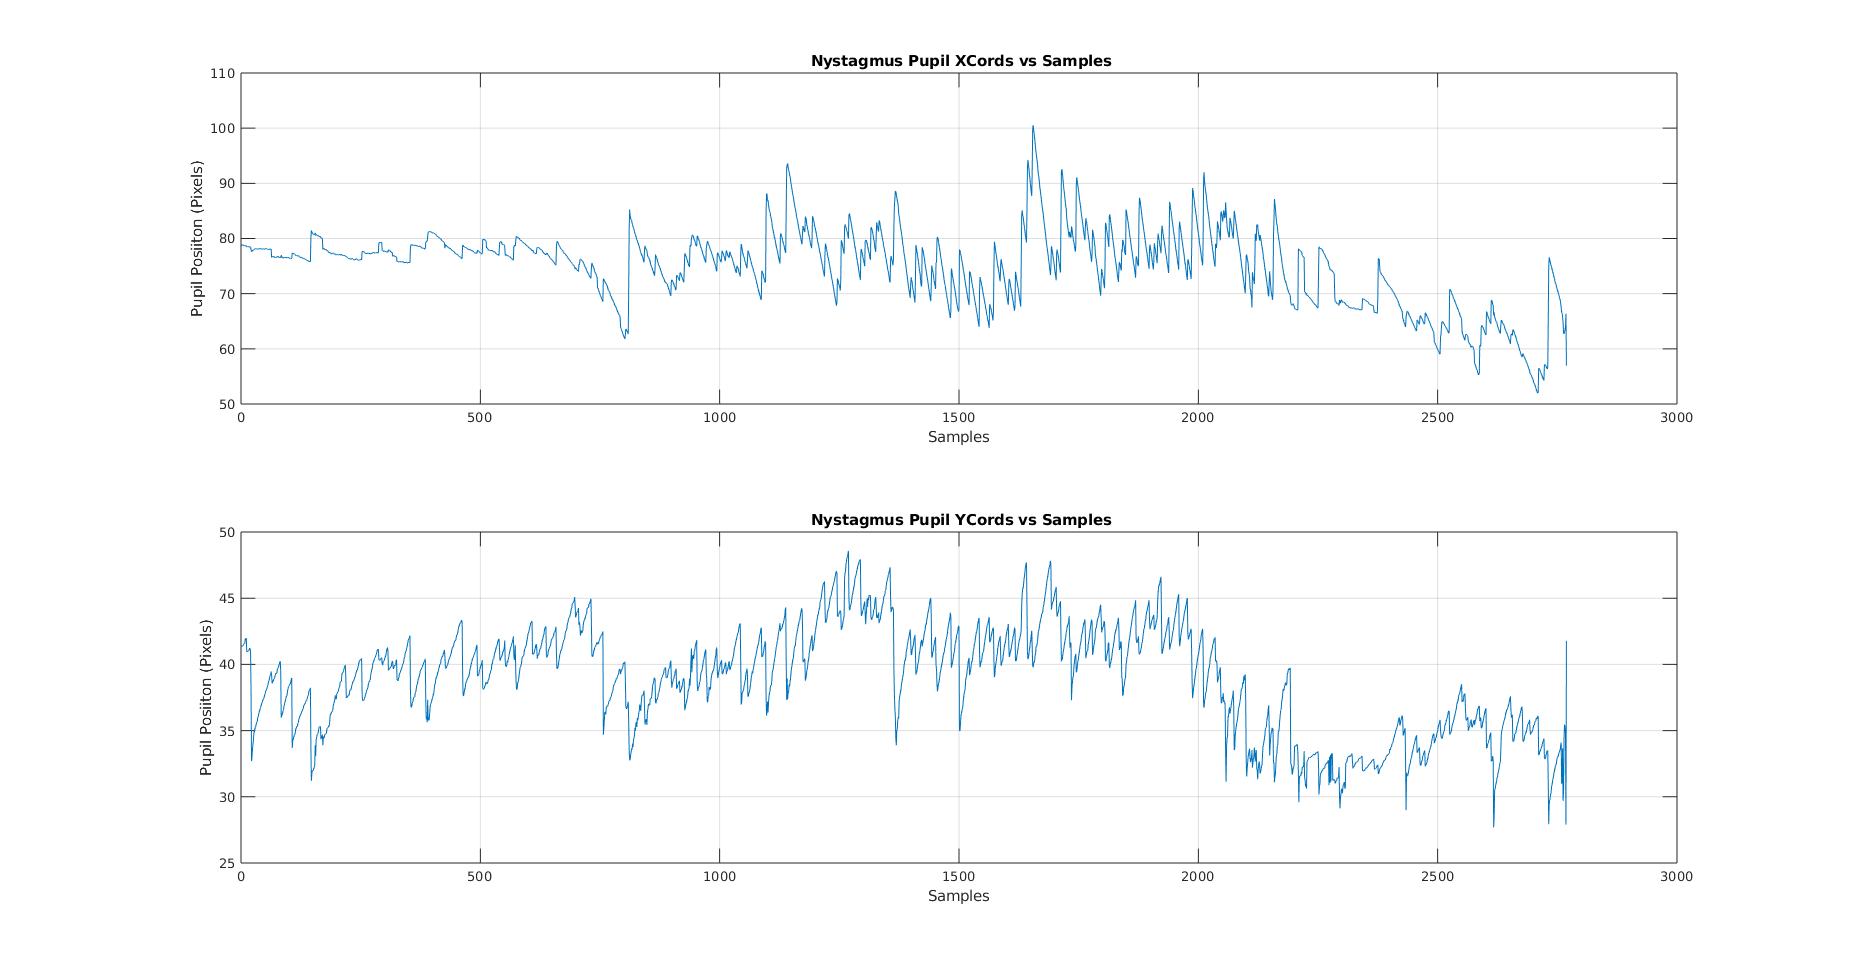 Nystagmus Pupil XCords vs Samples
110
100
90
80
70
60
50
Pupil Posiiton (Pixels)
0 500 1000 1500 2000 2500 3000
Samples
Nystagmus Pupil YCords vs Samples
50
45
40
35
30
25
Pupil Posiiton (Pixels)
0 500 1000 1500 2000 2500 3000
Samples